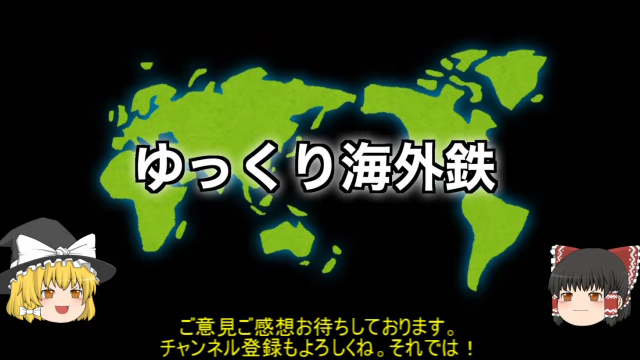 ゆっくり海外鉄
ご意見ご感想お待ちしております。
チャンネル登録もよろしくね。それでは！